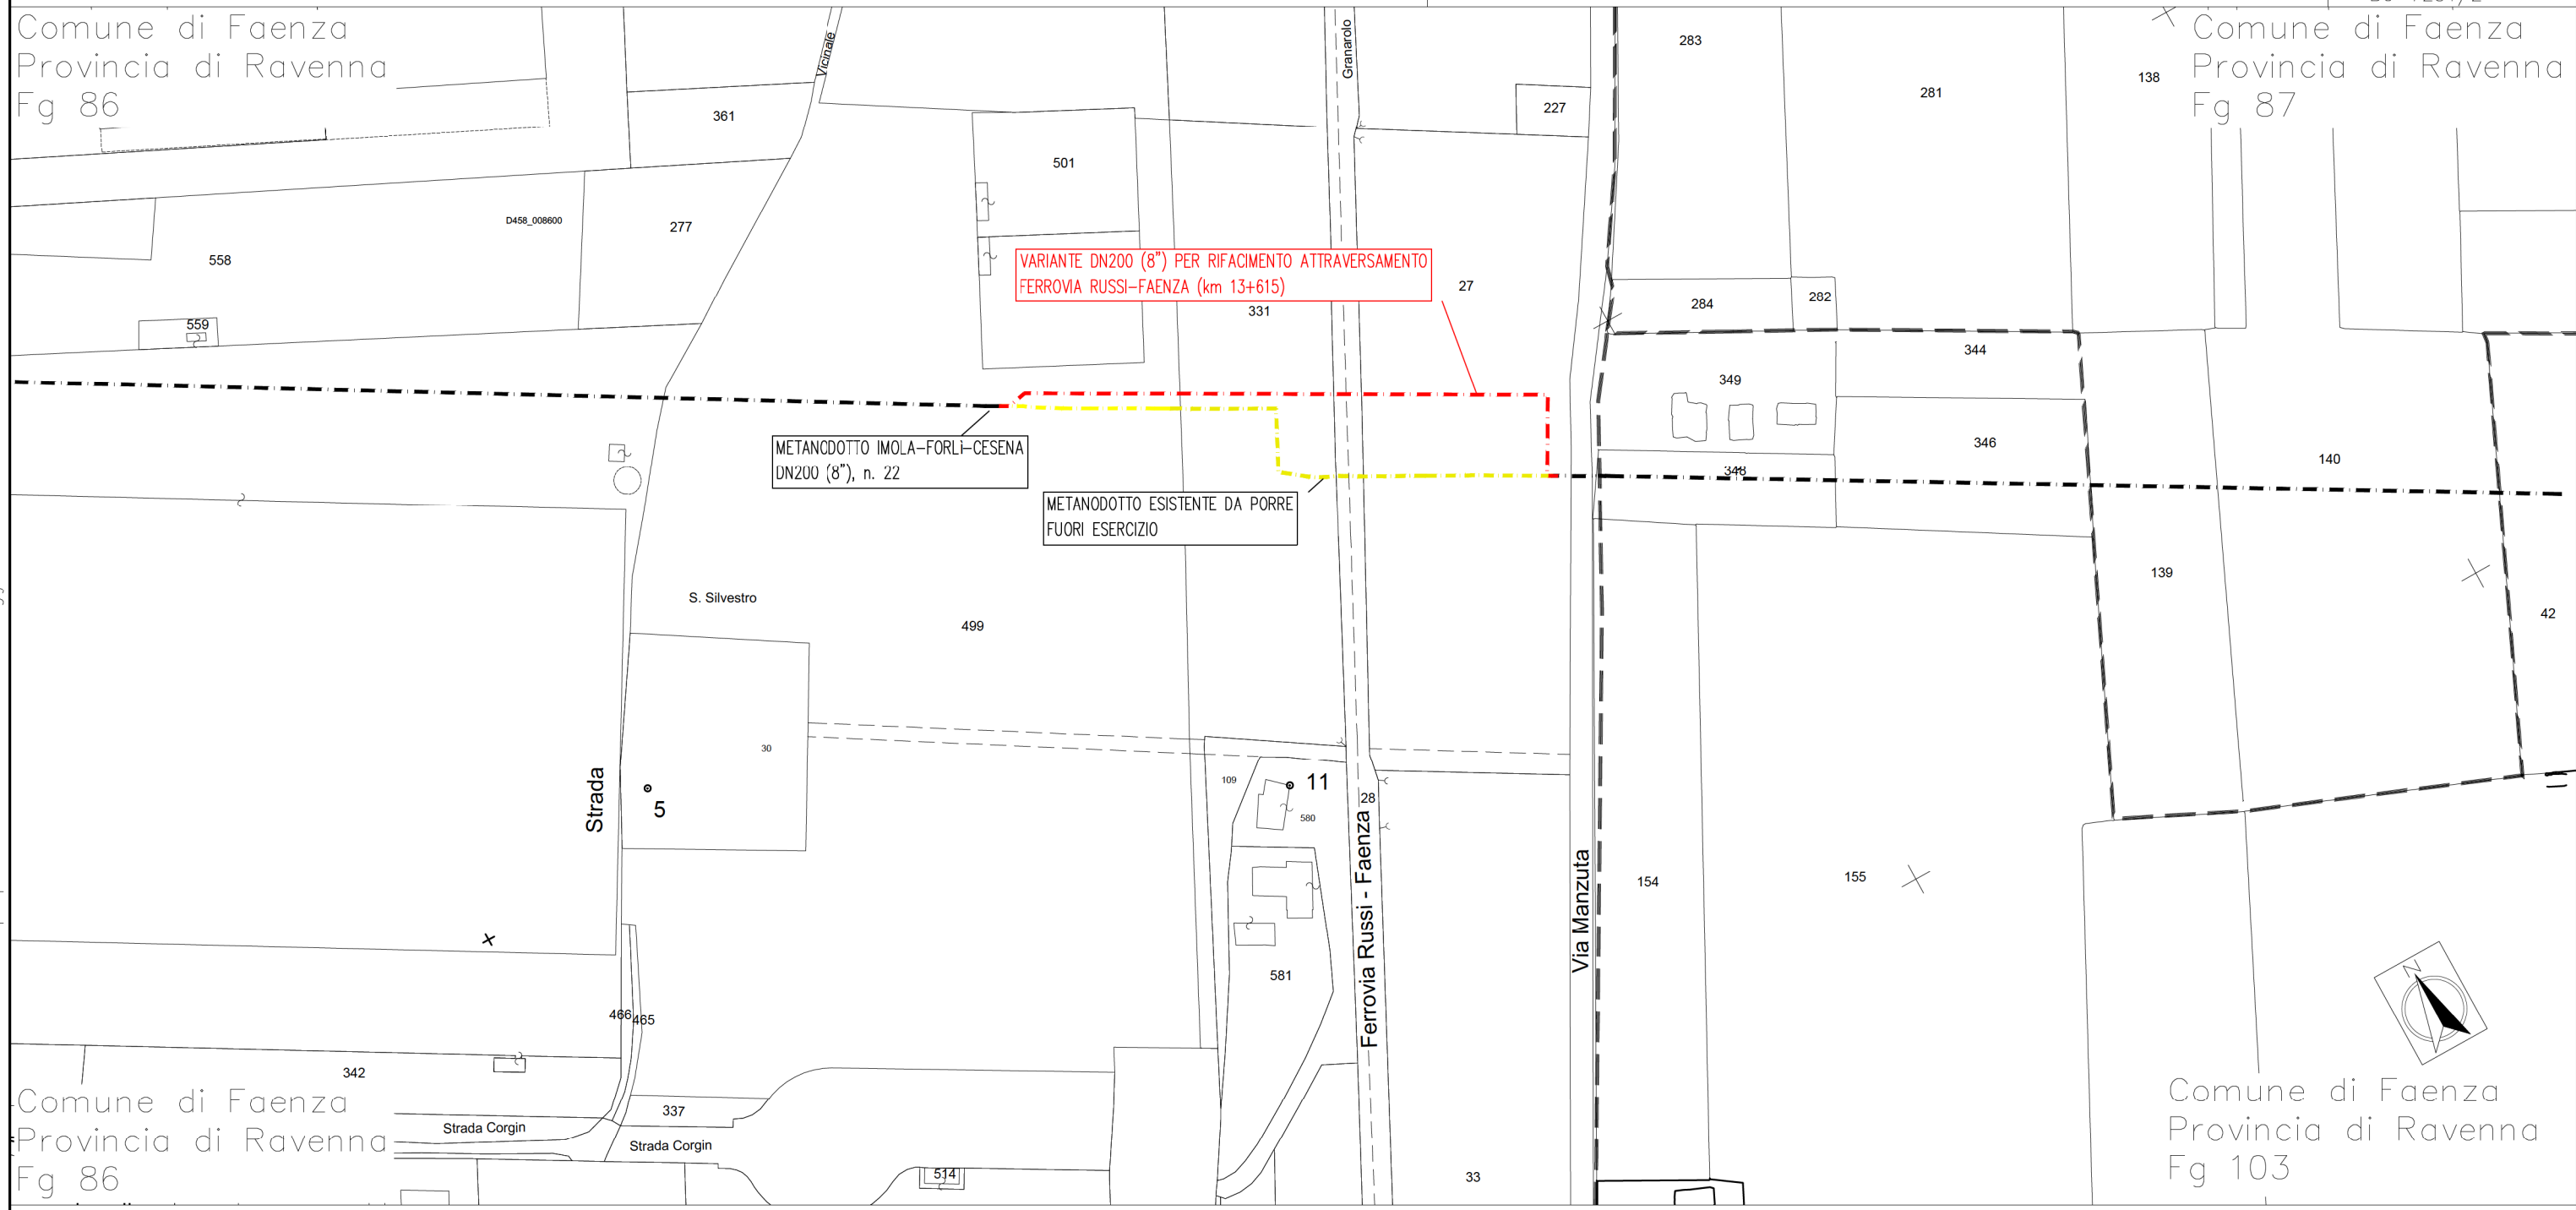 Comune di Faenza
Provincia di Ravenna
Fg 86
Vicinale
Granarolo
Comune di Faenza
Provincia di Ravenna
Fg 87
283
281
138
361
227
501
D458_008600
277
558
559
VARIANTE DN200 (8") PER RIFACIMENTO ATTRAVERSAMENTO
FERROVIA RUSSI-FAENZA (km 13+615)
27
331
284
282
344
349
346
348
140
METANODOTTO IMOLA-FORLÌ-CESENA
DN200 (8"), n. 22
METANODOTTO ESISTENTE DA PORRE
FUORI ESERCIZIO
139
42
S. Silvestro
499
30
Strada
5
109
11
580
28
Ferrovia Russi - Faenza
Via Manzuta
154
155
581
466
465
342
337
Strada Corgin
Strada Corgin
514
33
N
Comune di Faenza
Provincia di Ravenna
Fg 86
Comune di Faenza
Provincia di Ravenna
Fg 103